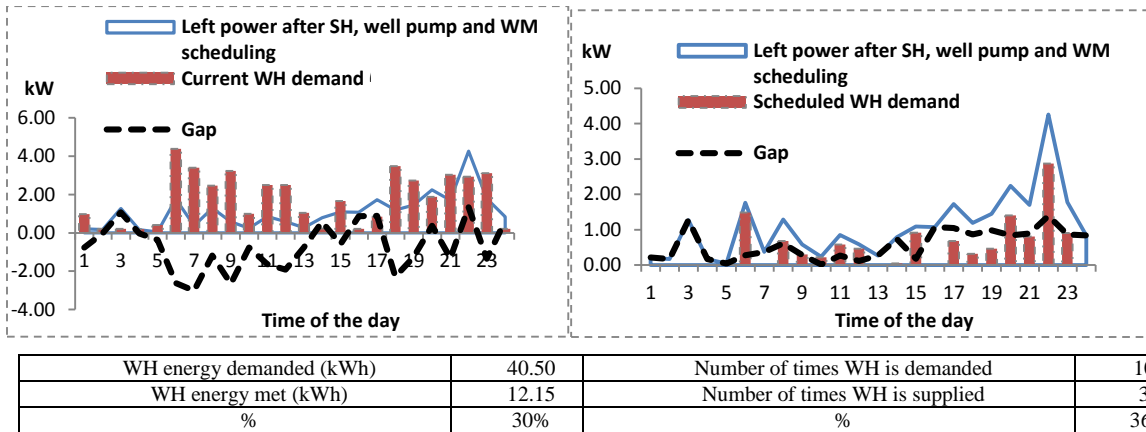 Left power after SH, well pump and WM
scheduling
kW
Current WH demand
6.00
Gap
4.00
2.00
0.00
1 3 5 7 9 11 13 15 17 19 21 23
-2.00
-4.00
Time of the day
Left power after SH, well pump and WM
scheduling
kW
5.00
Scheduled WH demand
4.00
Gap
3.00
2.00
1.00
0.00
1 3 5 7 9 11 13 15 17 19 21 23
Time of the day
WH energy demanded (kWh) 40.50 Number of times WH is demanded
WH energy met (kWh) 12.15 Number of times WH is supplied
% 30% %